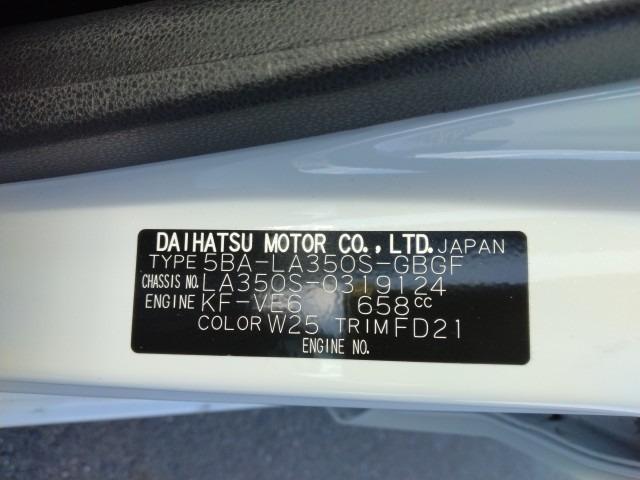 DAIHATSU MOTOR CO., LTD. JAPAN
TYPE 5BA-LA350S-GBGF
CHASSIS NO. LA350S-0319124
ENGINE KF-VE6 658cc
COLOR W25 TRIM FD21
ENGINE NO.